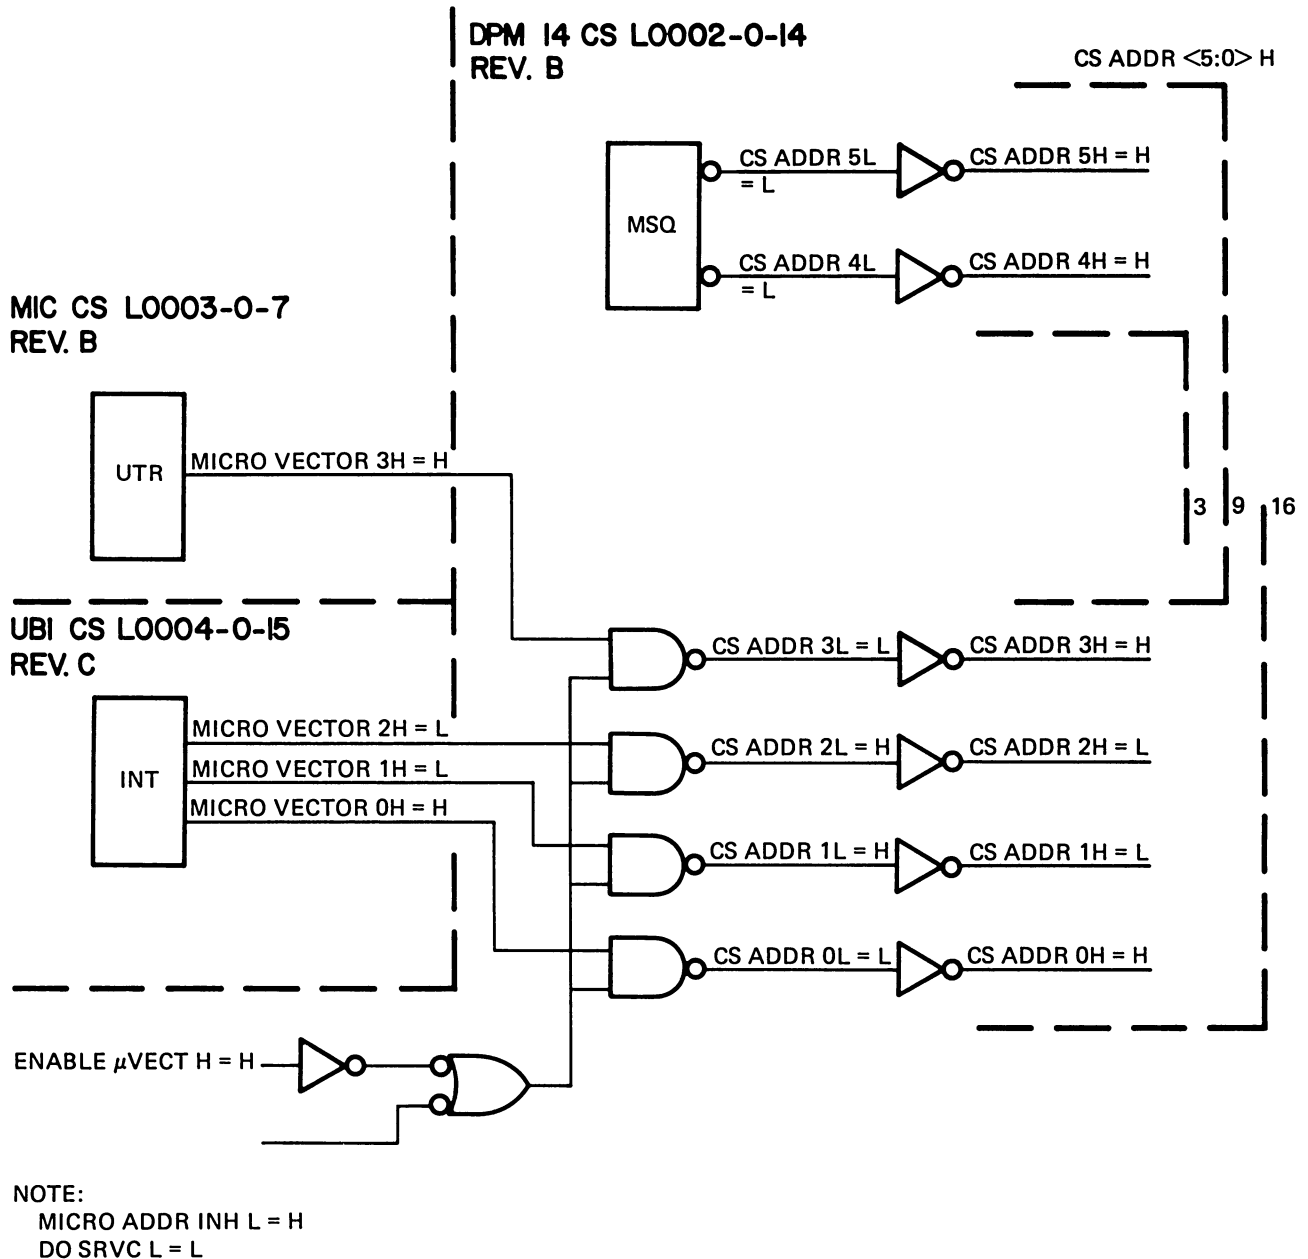 DPM 14 CS L0002-0-14
REV. B
CS ADDR <5:0> H
CS ADDR 5L
= L
CS ADDR 5H = H
MSQ
CS ADDR 4L
= L
CS ADDR 4H = H
MIC CS L0003-0-7
REV. B
UTR
MICRO VECTOR 3H = H
3
9
16
UBI CS L0004-0-15
REV. C
CS ADDR 3L = L
CS ADDR 3H = H
INT
MICRO VECTOR 2H = L
MICRO VECTOR 1H = L
MICRO VECTOR 0H = H
CS ADDR 2L = H
CS ADDR 2H = L
CS ADDR 1L = H
CS ADDR 1H = L
CS ADDR 0L = L
CS ADDR 0H = H
ENABLE μVECT H = H
NOTE:
MICRO ADDR INH L = H
DO SRVC L = L